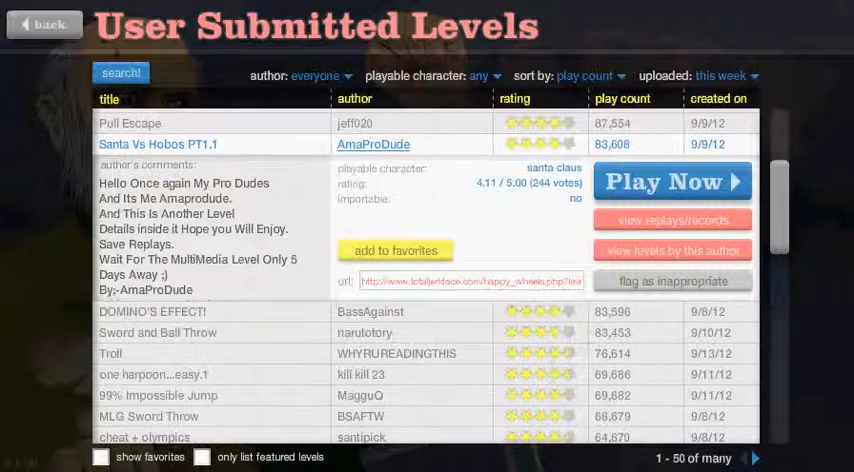 back
User Submitted Levels
search!
author: everyone playable character: any sort by: play count uploaded: this week
title author rating play count created on
Pull Escape jeff020 87,554 9/9/12
Santa Vs Hobos PT1.1 AmaProDude 83,608 9/9/12
author's comments:
Hello Once again My Pro Dudes
And Its Me Amaprodude.
And This Is Another Level
Details inside it Hope you Will Enjoy.
Save Replays.
Wait For The MultiMedia Level Only 5
Days Away ;)
By;-AmaProDude
playable character: santa claus
rating: 4.11 / 5.00 (244 votes)
importable: no
add to favorites
url: http://www.totaljerkface.com/happy_wheels.php?lev
Play Now
view replays/records
view levels by this author
flag as inappropriate
DOMINO'S EFFECT! BassAgainst 83,596 9/8/12
Sword and Ball Throw narutotory 83,453 9/10/12
Troll WHYRUREADINGTHIS 76,614 9/13/12
one harpoon...easy.1 kill kill 23 69,686 9/11/12
99% Impossible Jump MagguQ 69,682 9/11/12
MLG Sword Throw BSAFTW 68,679 9/8/12
cheat + olympics santipick 64,870 9/8/12
show favorites only list featured levels 1 - 50 of many